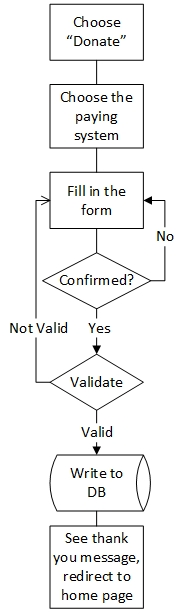 Choose
“Donate”
Choose the
paying
system
Fill in the
form
No
Confirmed?
Not Valid
Yes
Validate
Valid
Write to
DB
See thank
you message,
redirect to
home page